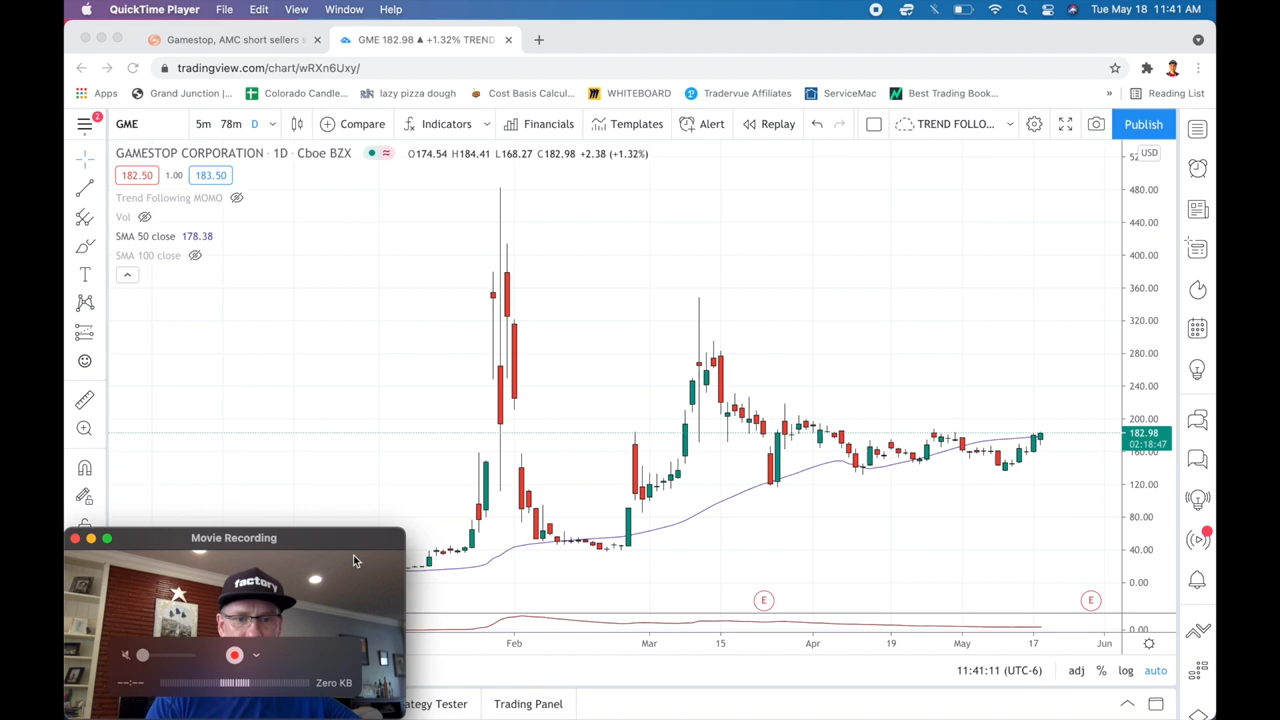 QuickTime Player File Edit View Window Help Tue May 18 11:41 AM
Gamestop, AMC short sellers s
GME 182.98 ▲ +1.32% TREND
tradingview.com/chart/wRXn6Uxy/
Apps Grand Junction |... Colorado Candle... lazy pizza dough Cost Basis Calcul... WHITEBOARD Tradervue Affiliates ServiceMac Best Trading Book... » Reading List
2
GME 5m 78m D Compare Indicators Financials Templates Alert Replay TREND FOLLO... Publish
GAMESTOP CORPORATION · 1D · Cboe BZX O174.54 H184.41 L168.27 C182.98 +2.38 (+1.32%)
USD
182.50 1.00 183.50
Trend Following MOMO
Vol
SMA 50 close 178.38
SMA 100 close
480.00
440.00
400.00
360.00
320.00
280.00
240.00
200.00
182.98
02:18:47
160.00
120.00
80.00
40.00
0.00
0.00
E E
Feb Mar 15 Apr 19 May 17 Jun
11:41:11 (UTC-6) adj % log auto
ategy Tester Trading Panel
Movie Recording
factory
--:-- Zero KB